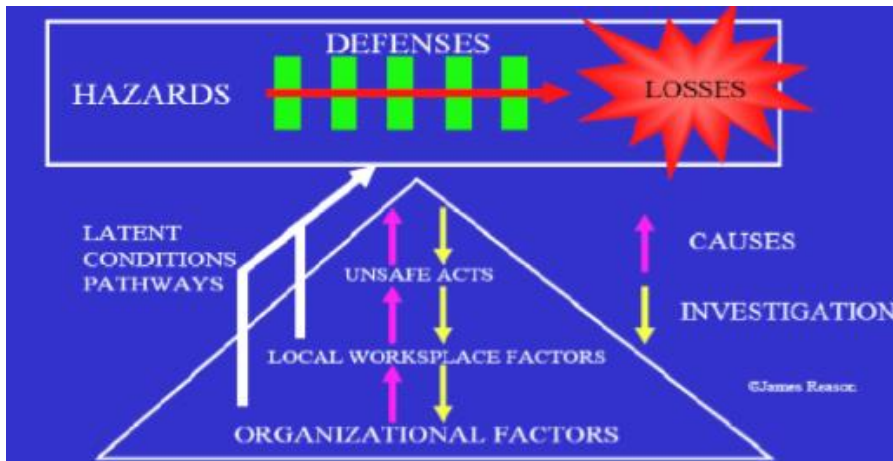 DEFENSES
HAZARDS
LOSSES
LATENT
CONDITIONS
PATHWAYS
UNSAFE ACTS
LOCAL WORKSPLACE FACTORS
ORGANIZATIONAL FACTORS
CAUSES
INVESTIGATION
©James Reason